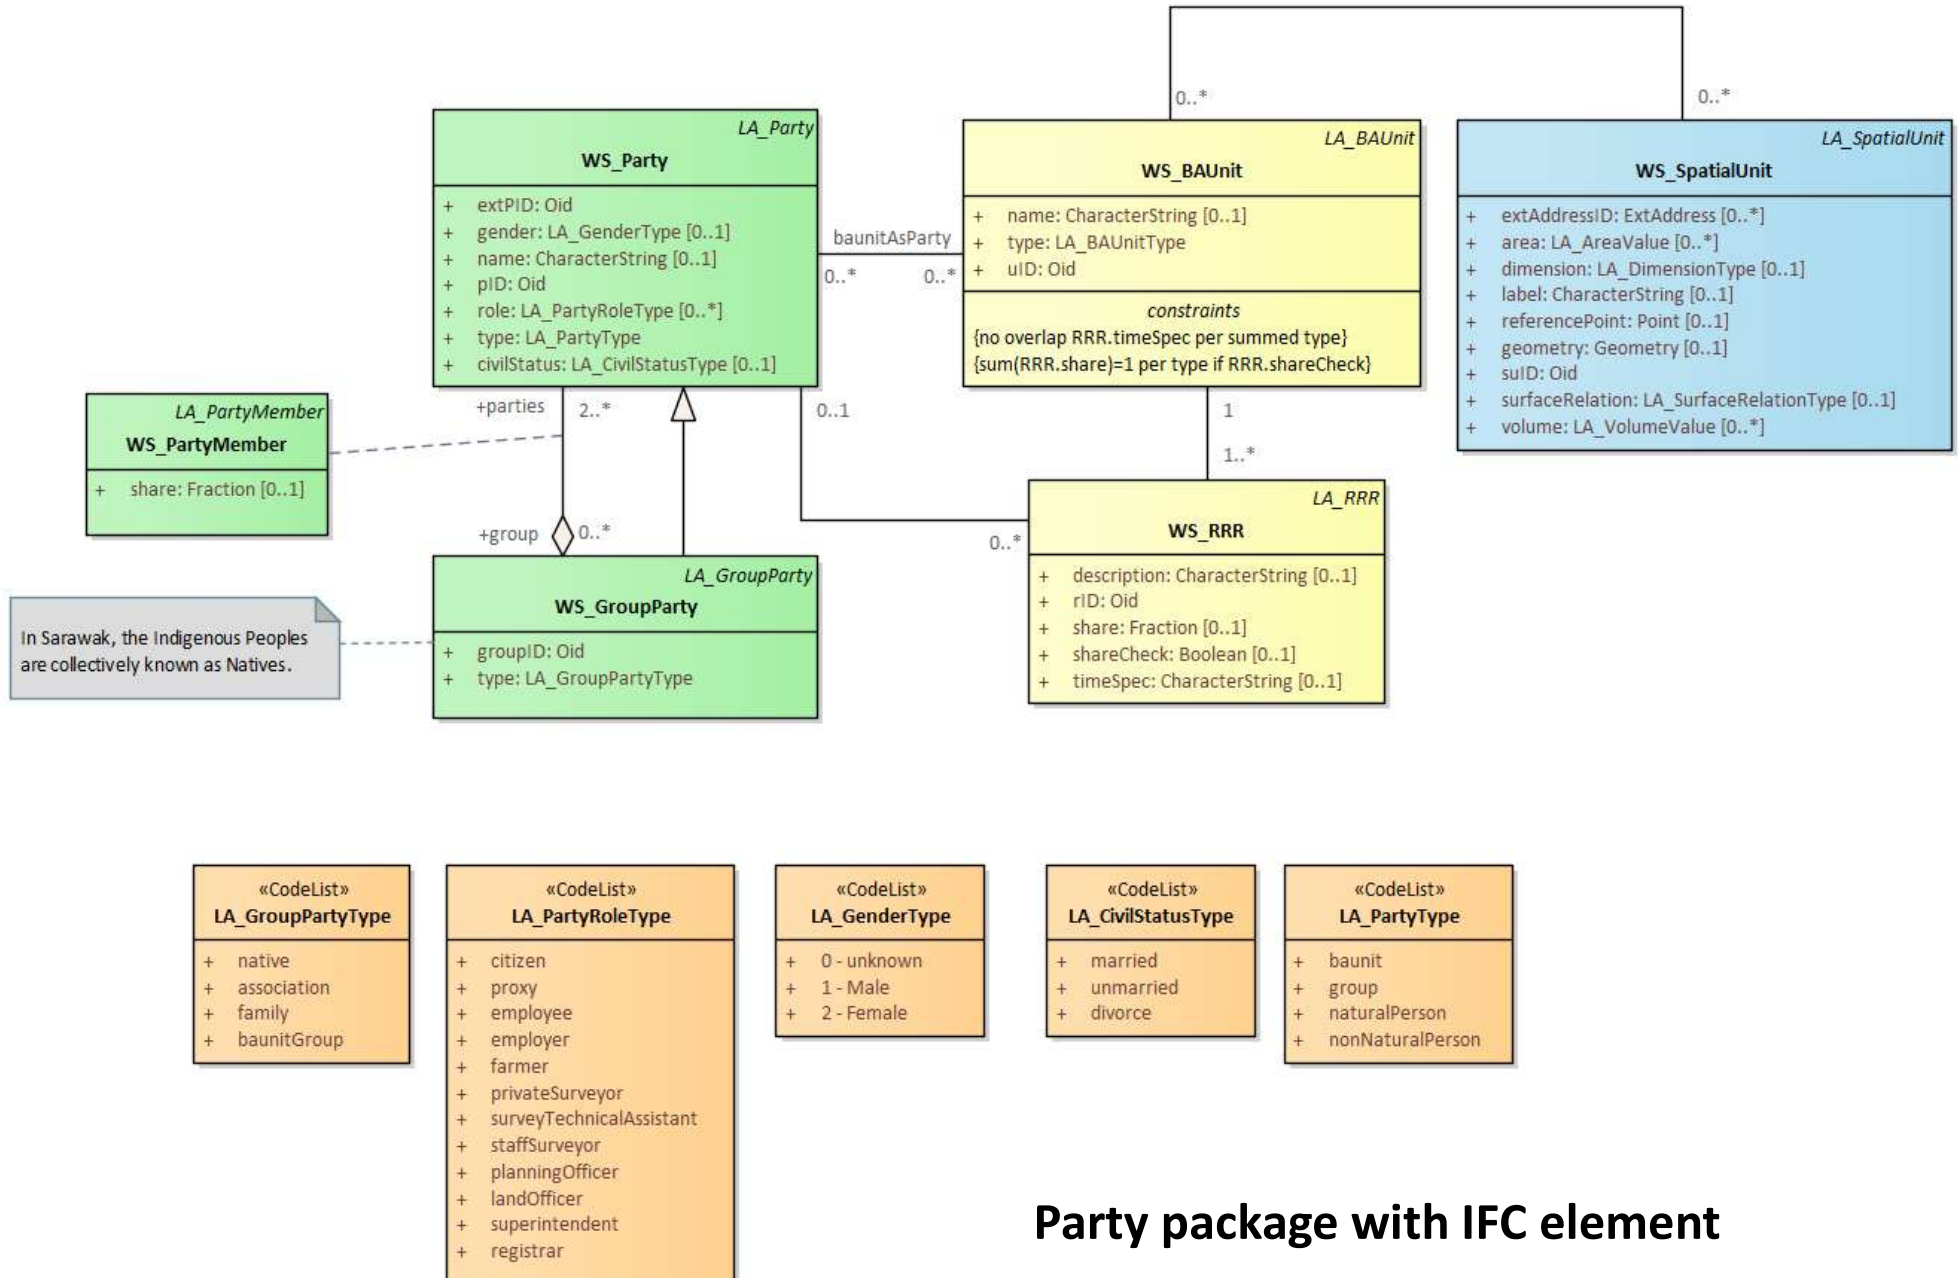 0..*
0..*
LA_Party
WS_Party
+ extPID: Oid
+ gender: LA_GenderType [0..1]
+ name: CharacterString [0..1]
+ pID: Oid
+ role: LA_PartyRoleType [0..*]
+ type: LA_PartyType
+ civilStatus: LA_CivilStatusType [0..1]
baunitAsParty
0..*
0..*
LA_BAUnit
WS_BAUnit
+ name: CharacterString [0..1]
+ type: LA_BAUnitType
+ uID: Oid
constraints
{no overlap RRR.timeSpec per summed type}
{sum(RRR.share)=1 per type if RRR.shareCheck}
LA_SpatialUnit
WS_SpatialUnit
+ extAddressID: ExtAddress [0..*]
+ area: LA_AreaValue [0..*]
+ dimension: LA_DimensionType [0..1]
+ label: CharacterString [0..1]
+ referencePoint: Point [0..1]
+ geometry: Geometry [0..1]
+ suID: Oid
+ surfaceRelation: LA_SurfaceRelationType [0..1]
+ volume: LA_VolumeValue [0..*]
LA_PartyMember
WS_PartyMember
+ share: Fraction [0..1]
+parties
2..*
0..1
1
1..*
+group
0..*
0..*
LA_GroupParty
WS_GroupParty
+ groupID: Oid
+ type: LA_GroupPartyType
In Sarawak, the Indigenous Peoples
are collectively known as Natives.
LA_RRR
WS_RRR
+ description: CharacterString [0..1]
+ rID: Oid
+ share: Fraction [0..1]
+ shareCheck: Boolean [0..1]
+ timeSpec: CharacterString [0..1]
«CodeList»
LA_GroupPartyType
+ native
+ association
+ family
+ baunitGroup
«CodeList»
LA_PartyRoleType
+ citizen
+ proxy
+ employee
+ employer
+ farmer
+ privateSurveyor
+ surveyTechnicalAssistant
+ staffSurveyor
+ planningOfficer
+ landOfficer
+ superintendent
+ registrar
«CodeList»
LA_GenderType
+ 0 - unknown
+ 1 - Male
+ 2 - Female
«CodeList»
LA_CivilStatusType
+ married
+ unmarried
+ divorce
«CodeList»
LA_PartyType
+ baunit
+ group
+ naturalPerson
+ nonNaturalPerson
Party package with IFC element